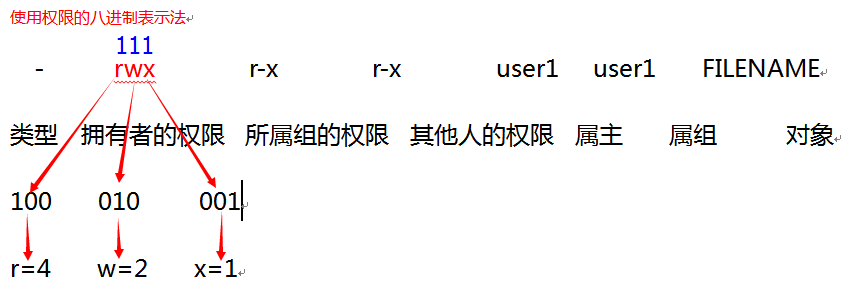 使用权限的八进制表示法
111
- rwx r-x r-x user1 user1 FILENAME
类型 拥有者的权限 所属组的权限 其他人的权限 属主 属组 对象
100 010 001
r=4 w=2 x=1